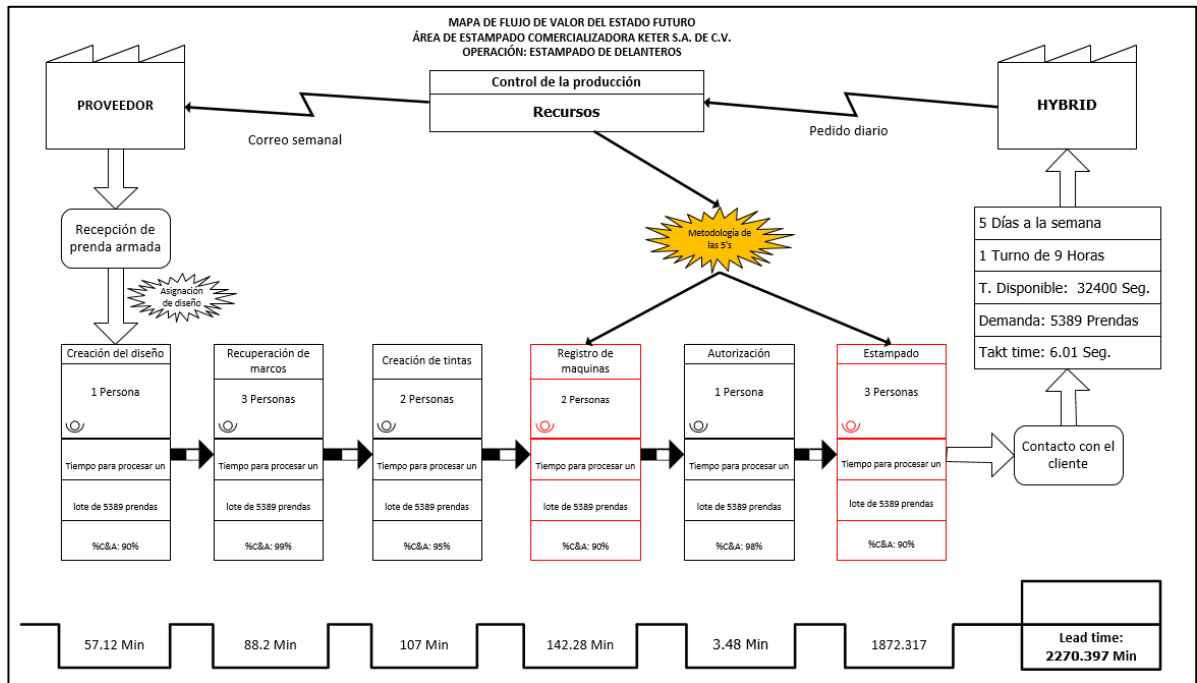 MAPA DE FLUJO DE VALOR DEL ESTADO FUTURO
ÁREA DE ESTAMPADO COMERCIALIZADORA KETER S.A. DE C.V.
OPERACIÓN: ESTAMPADO DE DELANTEROS
PROVEEDOR
Control de la producción
Recursos
HYBRID
Correo semanal
Pedido diario
Recepción de
prenda armada
Asignación
de diseño
Metodología de
las 5's
5 Días a la semana
1 Turno de 9 Horas
T. Disponible: 32400 Seg.
Demanda: 5389 Prendas
Takt time: 6.01 Seg.
Creación del diseño
1 Persona
Tiempo para procesar un
lote de 5389 prendas
%C&A: 90%
Recuperación de
marcos
3 Personas
Tiempo para procesar un
lote de 5389 prendas
%C&A: 99%
Creación de tintas
2 Personas
Tiempo para procesar un
lote de 5389 prendas
%C&A: 95%
Registro de
maquinas
2 Personas
Tiempo para procesar un
lote de 5389 prendas
%C&A: 90%
Autorización
1 Persona
Tiempo para procesar un
lote de 5389 prendas
%C&A: 98%
Estampado
3 Personas
Tiempo para procesar un
lote de 5389 prendas
%C&A: 90%
Contacto con el
cliente
57.12 Min
88.2 Min
107 Min
142.28 Min
3.48 Min
1872.317
Lead time:
2270.397 Min